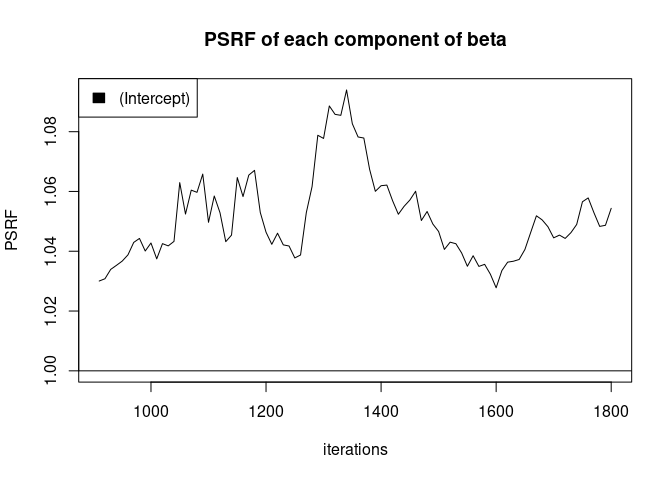 PSRF of each component of beta
(Intercept)
PSRF
1.08
1.06
1.04
1.02
1.00
1000 1200 1400 1600 1800
iterations